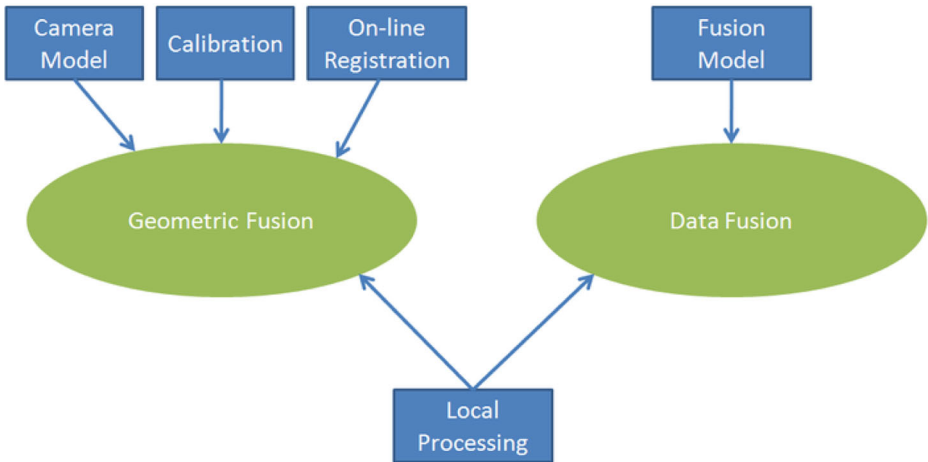 Camera
Model
Calibration
On-line
Registration
Fusion
Model
Geometric Fusion
Data Fusion
Local
Processing